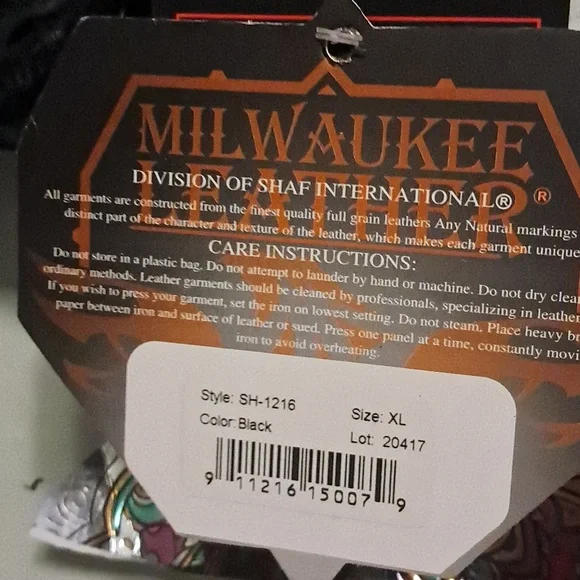 MILWAUKEE
LEATHER®
DIVISION OF SHAF INTERNATIONAL®
All garments are constructed from the finest quality full grain leathers Any Natural markings
distinct part of the character and texture of the leather, which makes each garment unique
CARE INSTRUCTIONS:
Do not store in a plastic bag. Do not attempt to launder by hand or machine. Do not dry clea
ordinary methods. Leather garments should be cleaned by professionals, specializing in leather
If you wish to press your garment, set the iron on lowest setting. Do not steam. Place heavy br
paper between iron and surface of leather or sued. Press one panel at a time, constantly movi
iron to avoid overheating.
Style: SH-1216 Size: XL
Color: Black Lot: 20417
9 11216 15007 9